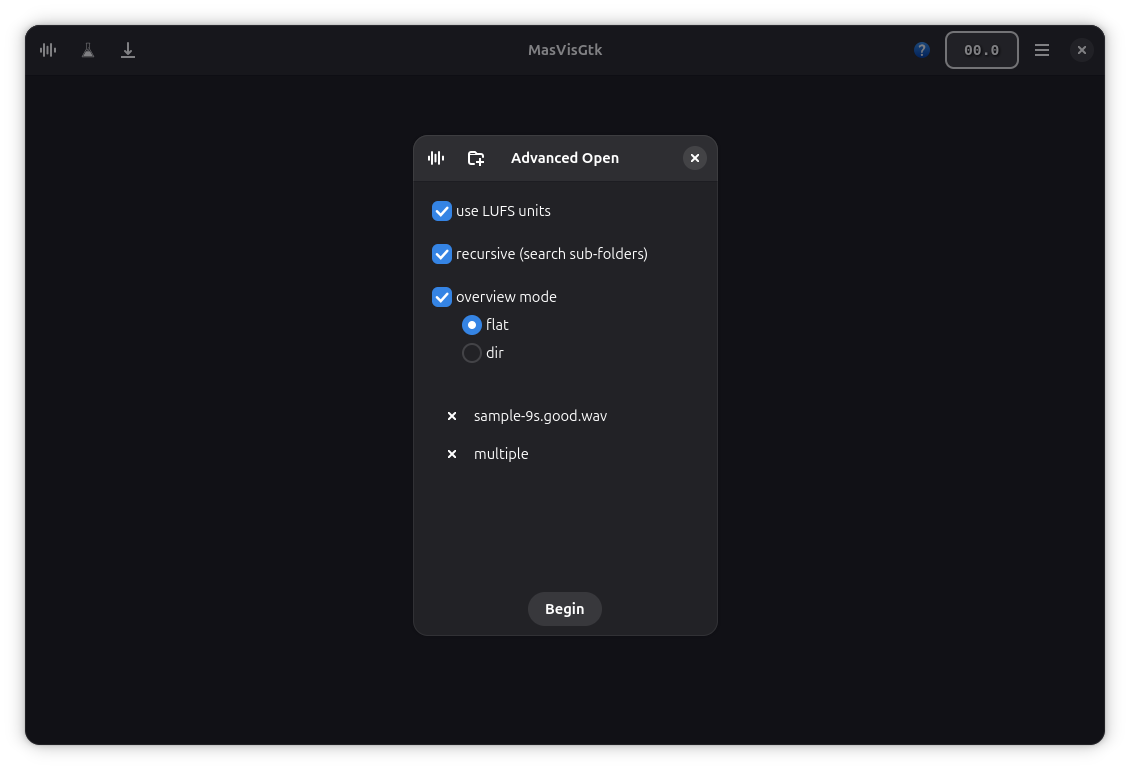 MasVisGtk
?
00.0
Advanced Open
use LUFS units
recursive (search sub-folders)
overview mode
flat
dir
sample-9s.good.wav
multiple
Begin